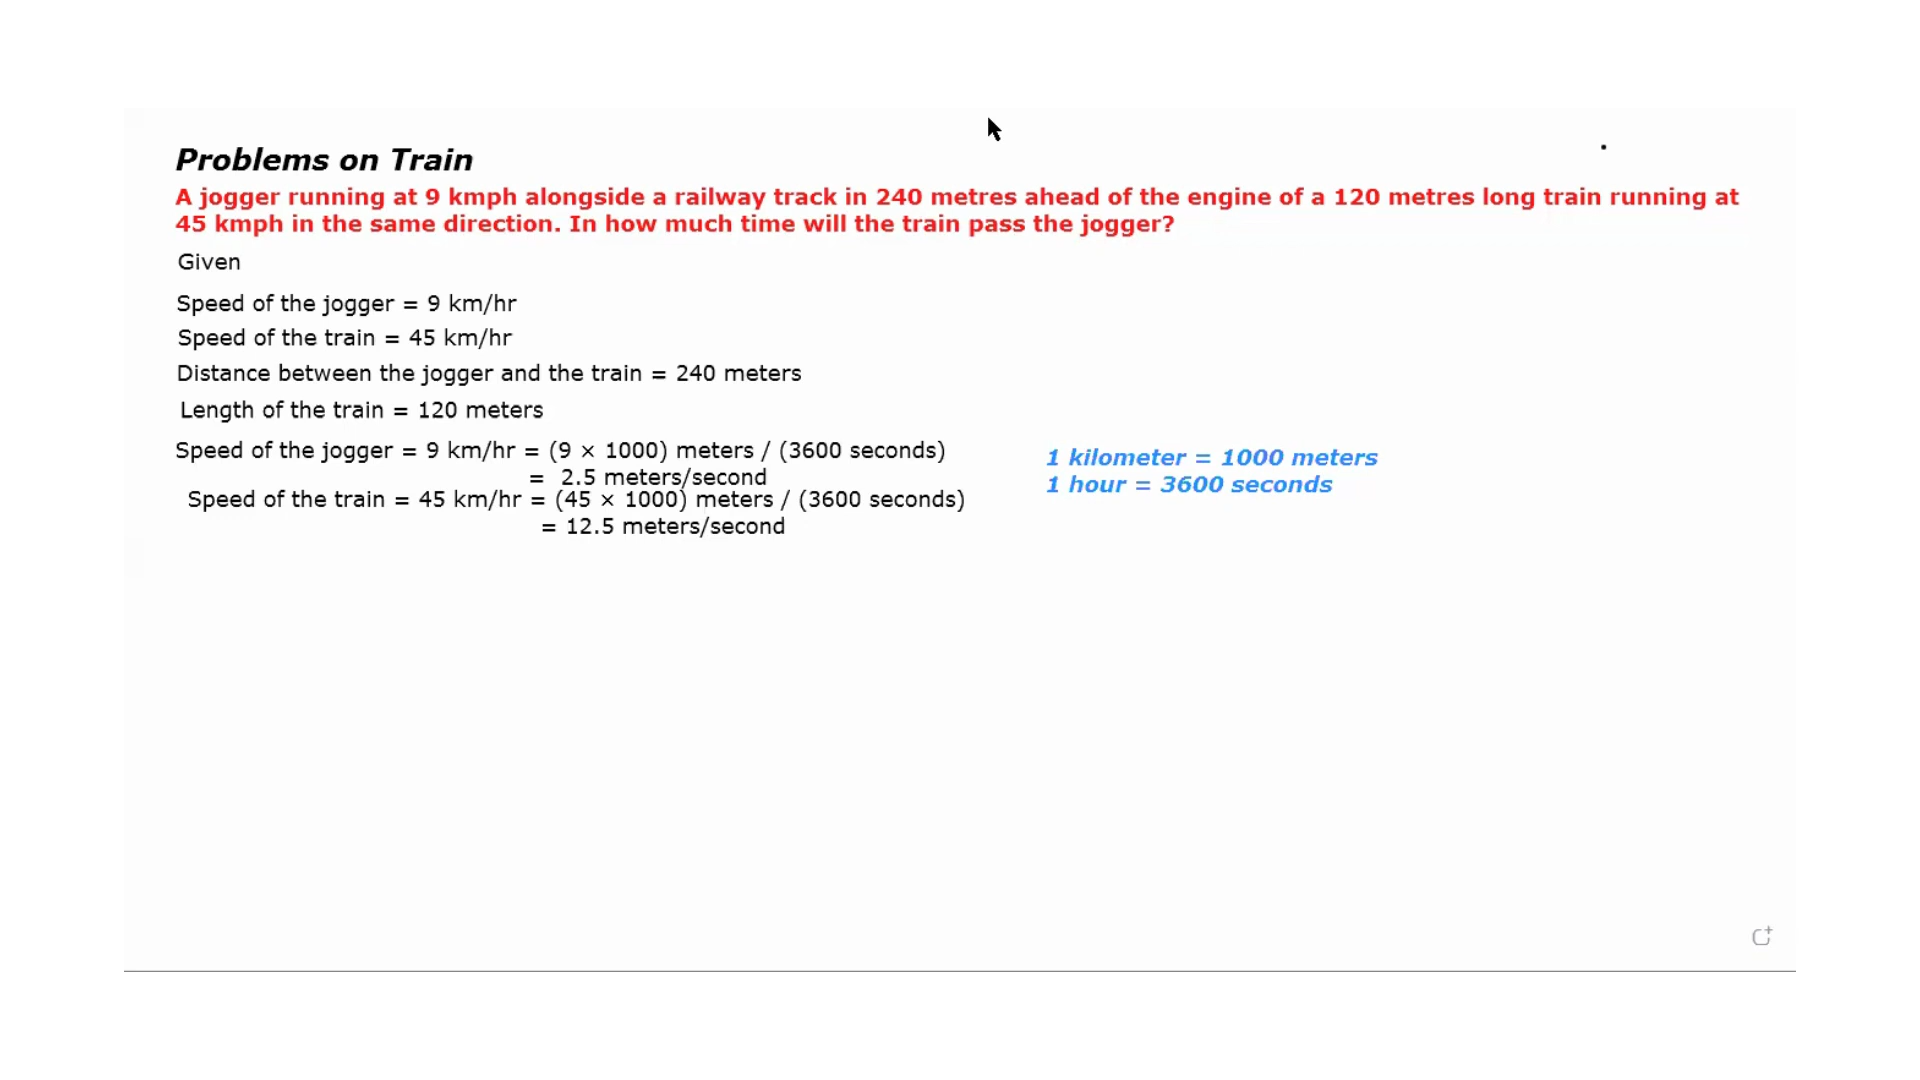 Problems on Train
A jogger running at 9 kmph alongside a railway track in 240 metres ahead of the engine of a 120 metres long train running at
45 kmph in the same direction. In how much time will the train pass the jogger?
Given
Speed of the jogger = 9 km/hr
Speed of the train = 45 km/hr
Distance between the jogger and the train = 240 meters
Length of the train = 120 meters
Speed of the jogger = 9 km/hr = (9 × 1000) meters / (3600 seconds)
= 2.5 meters/second
Speed of the train = 45 km/hr = (45 × 1000) meters / (3600 seconds)
= 12.5 meters/second
1 kilometer = 1000 meters
1 hour = 3600 seconds